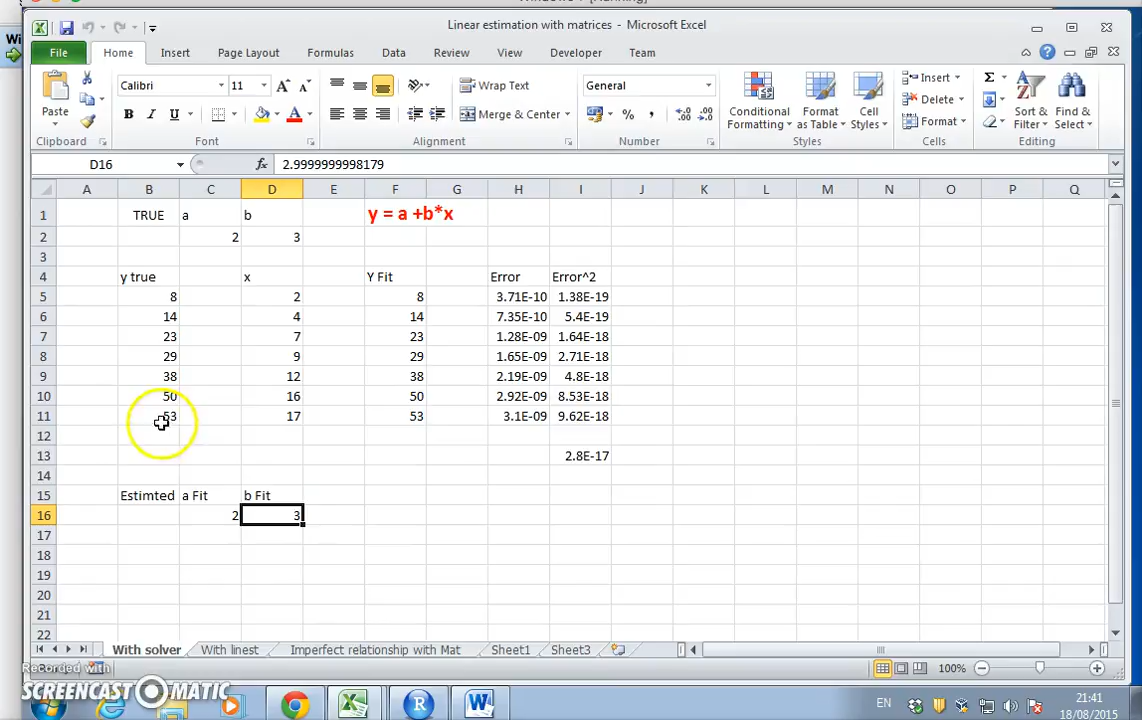 Linear estimation with matrices - Microsoft Excel
Wi
File Home Insert Page Layout Formulas Data Review View Developer Team
Paste
Calibri 11
B I U
A A
Wrap Text
Merge & Center
General
% ,
Conditional Formatting
Format as Table
Cell Styles
Insert
Delete
Format
Σ
Sort & Filter
Find & Select
Clipboard Font Alignment Number Styles Cells Editing
D16 fx 2.9999999998179
A B C D E F G H I J K L M N O P Q
1 TRUE a b y = a +b*x
2 2 3
3
4 y true x Y Fit Error Error^2
5 8 2 8 3.71E-10 1.38E-19
6 14 4 14 7.35E-10 5.4E-19
7 23 7 23 1.28E-09 1.64E-18
8 29 9 29 1.65E-09 2.71E-18
9 38 12 38 2.19E-09 4.8E-18
10 50 16 50 2.92E-09 8.53E-18
11 53 17 53 3.1E-09 9.62E-18
12
13 2.8E-17
14
15 Estimted a Fit b Fit
16 2 3
17
18
19
20
21
22
With solver With linest Imperfect relationship with Mat Sheet1 Sheet3
100%
Recorded with
SCREENCAST MATIC
EN
21:41
18/08/2015